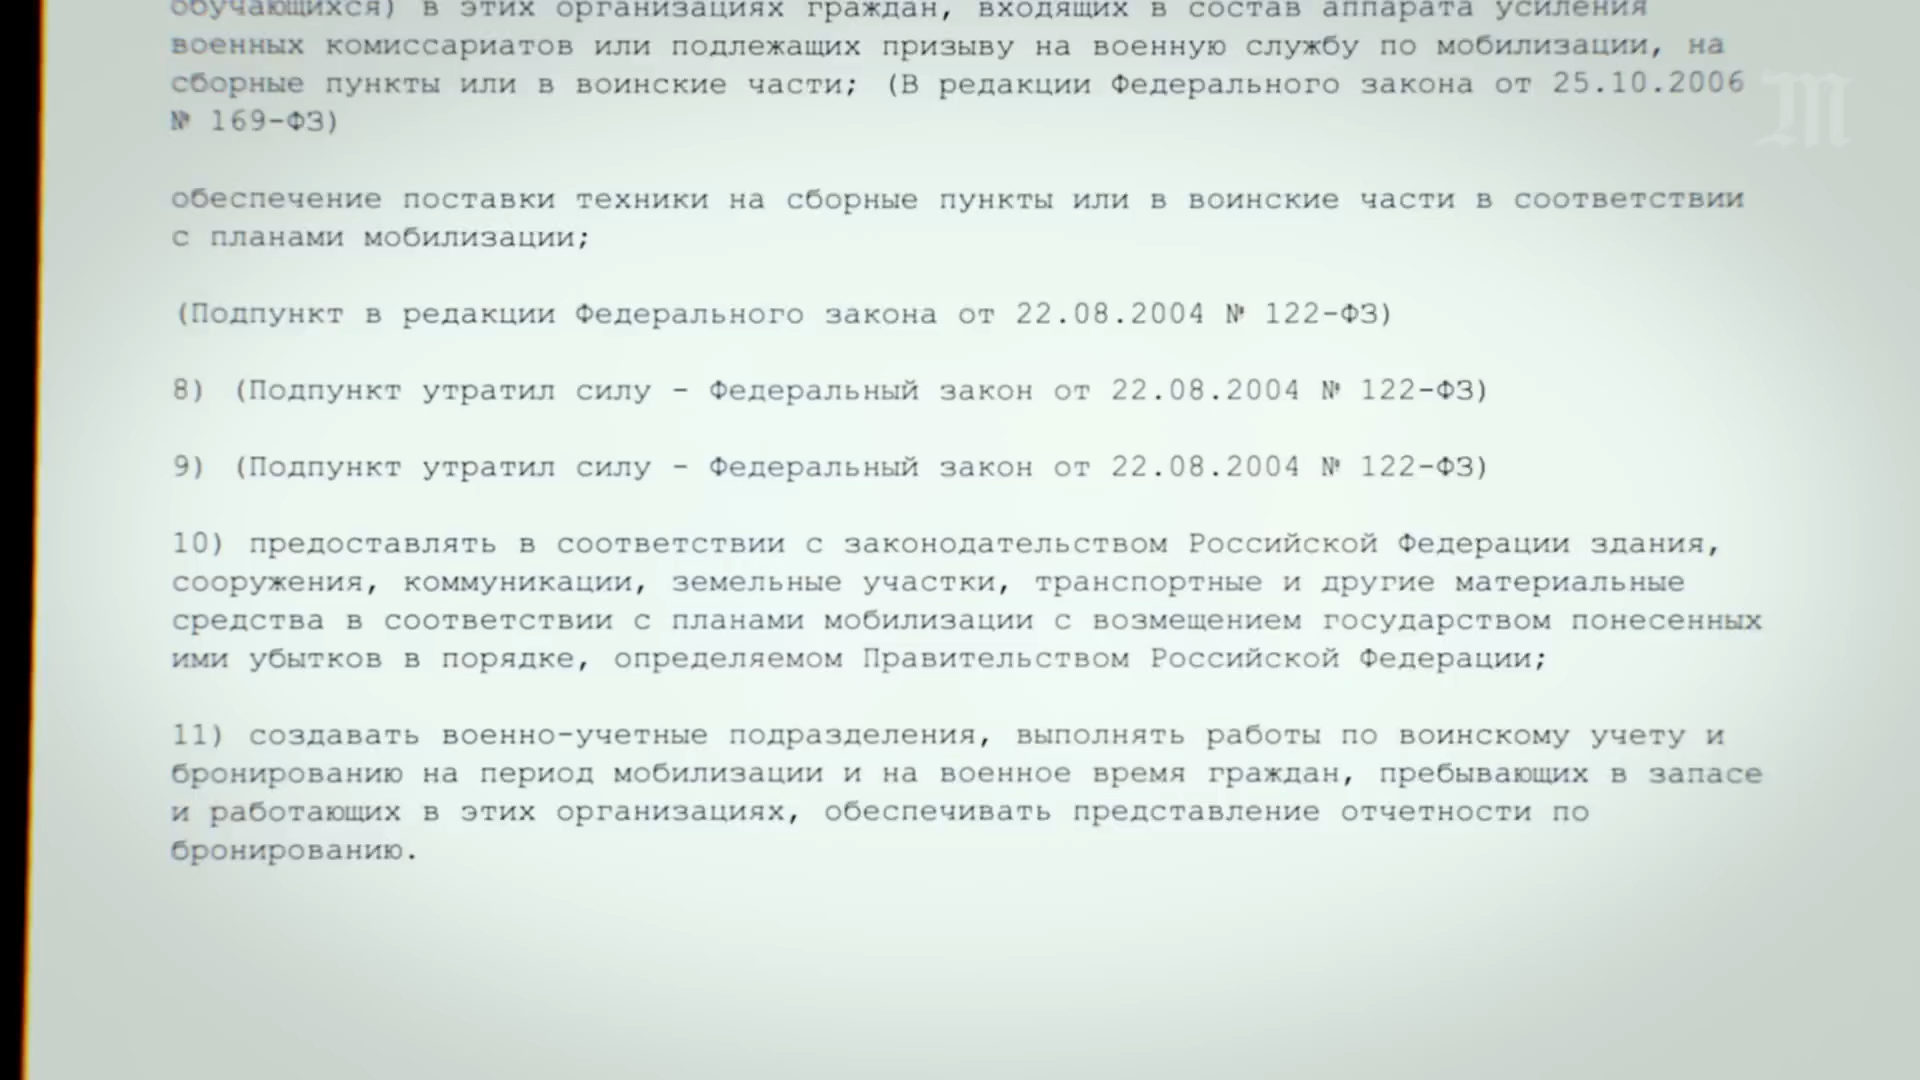 обучающихся) в этих организациях граждан, входящих в состав аппарата усиления
военных комиссариатов или подлежащих призыву на военную службу по мобилизации, на
сборные пункты или в воинские части; (В редакции Федерального закона от 25.10.2006
№ 169-ФЗ)
обеспечение поставки техники на сборные пункты или в воинские части в соответствии
с планами мобилизации;
(Подпункт в редакции Федерального закона от 22.08.2004 № 122-ФЗ)
8) (Подпункт утратил силу - Федеральный закон от 22.08.2004 № 122-ФЗ)
9) (Подпункт утратил силу - Федеральный закон от 22.08.2004 № 122-ФЗ)
10) предоставлять в соответствии с законодательством Российской Федерации здания,
сооружения, коммуникации, земельные участки, транспортные и другие материальные
средства в соответствии с планами мобилизации с возмещением государством понесенных
ими убытков в порядке, определяемом Правительством Российской Федерации;
11) создавать военно-учетные подразделения, выполнять работы по воинскому учету и
бронированию на период мобилизации и на военное время граждан, пребывающих в запасе
и работающих в этих организациях, обеспечивать представление отчетности по
бронированию.
M